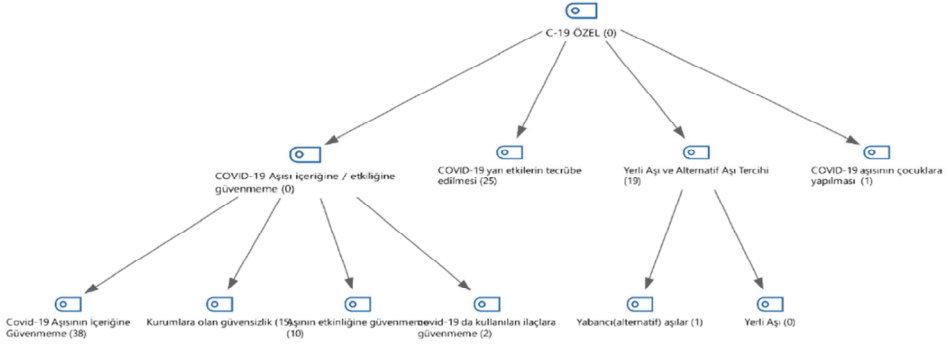 C-19 ÖZEL (0)
COVID-19 Aşısı içeriğine / etkiliğine
güvenmeme (0)
COVID-19 yan etkilerin tecrübe
edilmesi (25)
Yerli Aşı ve Alternatif Aşı Tercihi
(19)
COVID-19 aşısının çocuklara
yapılması (1)
Covid-19 Aşısının İçeriğine
Güvenmeme (38)
Kurumlara olan güvensizlik (15)
Aşının etkinliğine güvenmeme
(10)
covid-19 da kullanılan ilaçlara
güvenmeme (2)
Yabancı(alternatif) aşılar (1)
Yerli Aşı (0)